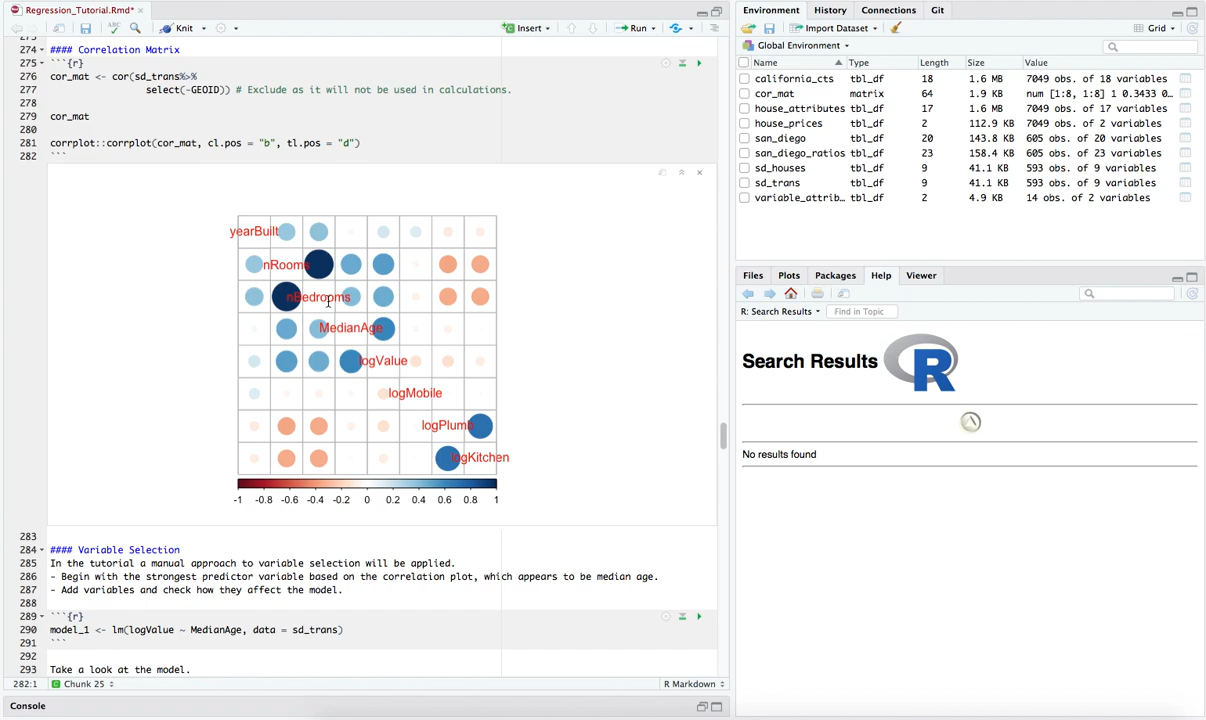 Regression_Tutorial.Rmd*
ABC
Knit
Insert
Run
273
274 #### Correlation Matrix
275 ```{r}
276 cor_mat <- cor(sd_trans%>%
277 select(-GEOID)) # Exclude as it will not be used in calculations.
278
279 cor_mat
280
281 corrplot::corrplot(cor_mat, cl.pos = "b", tl.pos = "d")
282 ```
yearBuilt
nRooms
nBedrooms
MedianAge
logValue
logMobile
logPlumb
logKitchen
-1 -0.8 -0.6 -0.4 -0.2 0 0.2 0.4 0.6 0.8 1
283
284 #### Variable Selection
285 In the tutorial a manual approach to variable selection will be applied.
286 - Begin with the strongest predictor variable based on the correlation plot, which appears to be median age.
287 - Add variables and check how they affect the model.
288
289 ```{r}
290 model_1 <- lm(logValue ~ MedianAge, data = sd_trans)
291 ```
292
293 Take a look at the model.
282:1 Chunk 25 R Markdown
Console
Environment History Connections Git
Import Dataset Grid
Global Environment
Name Type Length Size Value
california_cts tbl_df 18 1.6 MB 7049 obs. of 18 variables
cor_mat matrix 64 1.9 KB num [1:8, 1:8] 1 0.3433 0…
house_attributes tbl_df 17 1.6 MB 7049 obs. of 17 variables
house_prices tbl_df 2 112.9 KB 7049 obs. of 2 variables
san_diego tbl_df 20 143.8 KB 605 obs. of 20 variables
san_diego_ratios tbl_df 23 158.4 KB 605 obs. of 23 variables
sd_houses tbl_df 9 41.1 KB 593 obs. of 9 variables
sd_trans tbl_df 9 41.1 KB 593 obs. of 9 variables
variable_attrib… tbl_df 2 4.9 KB 14 obs. of 2 variables
Files Plots Packages Help Viewer
R: Search Results Find in Topic
Search Results R
No results found